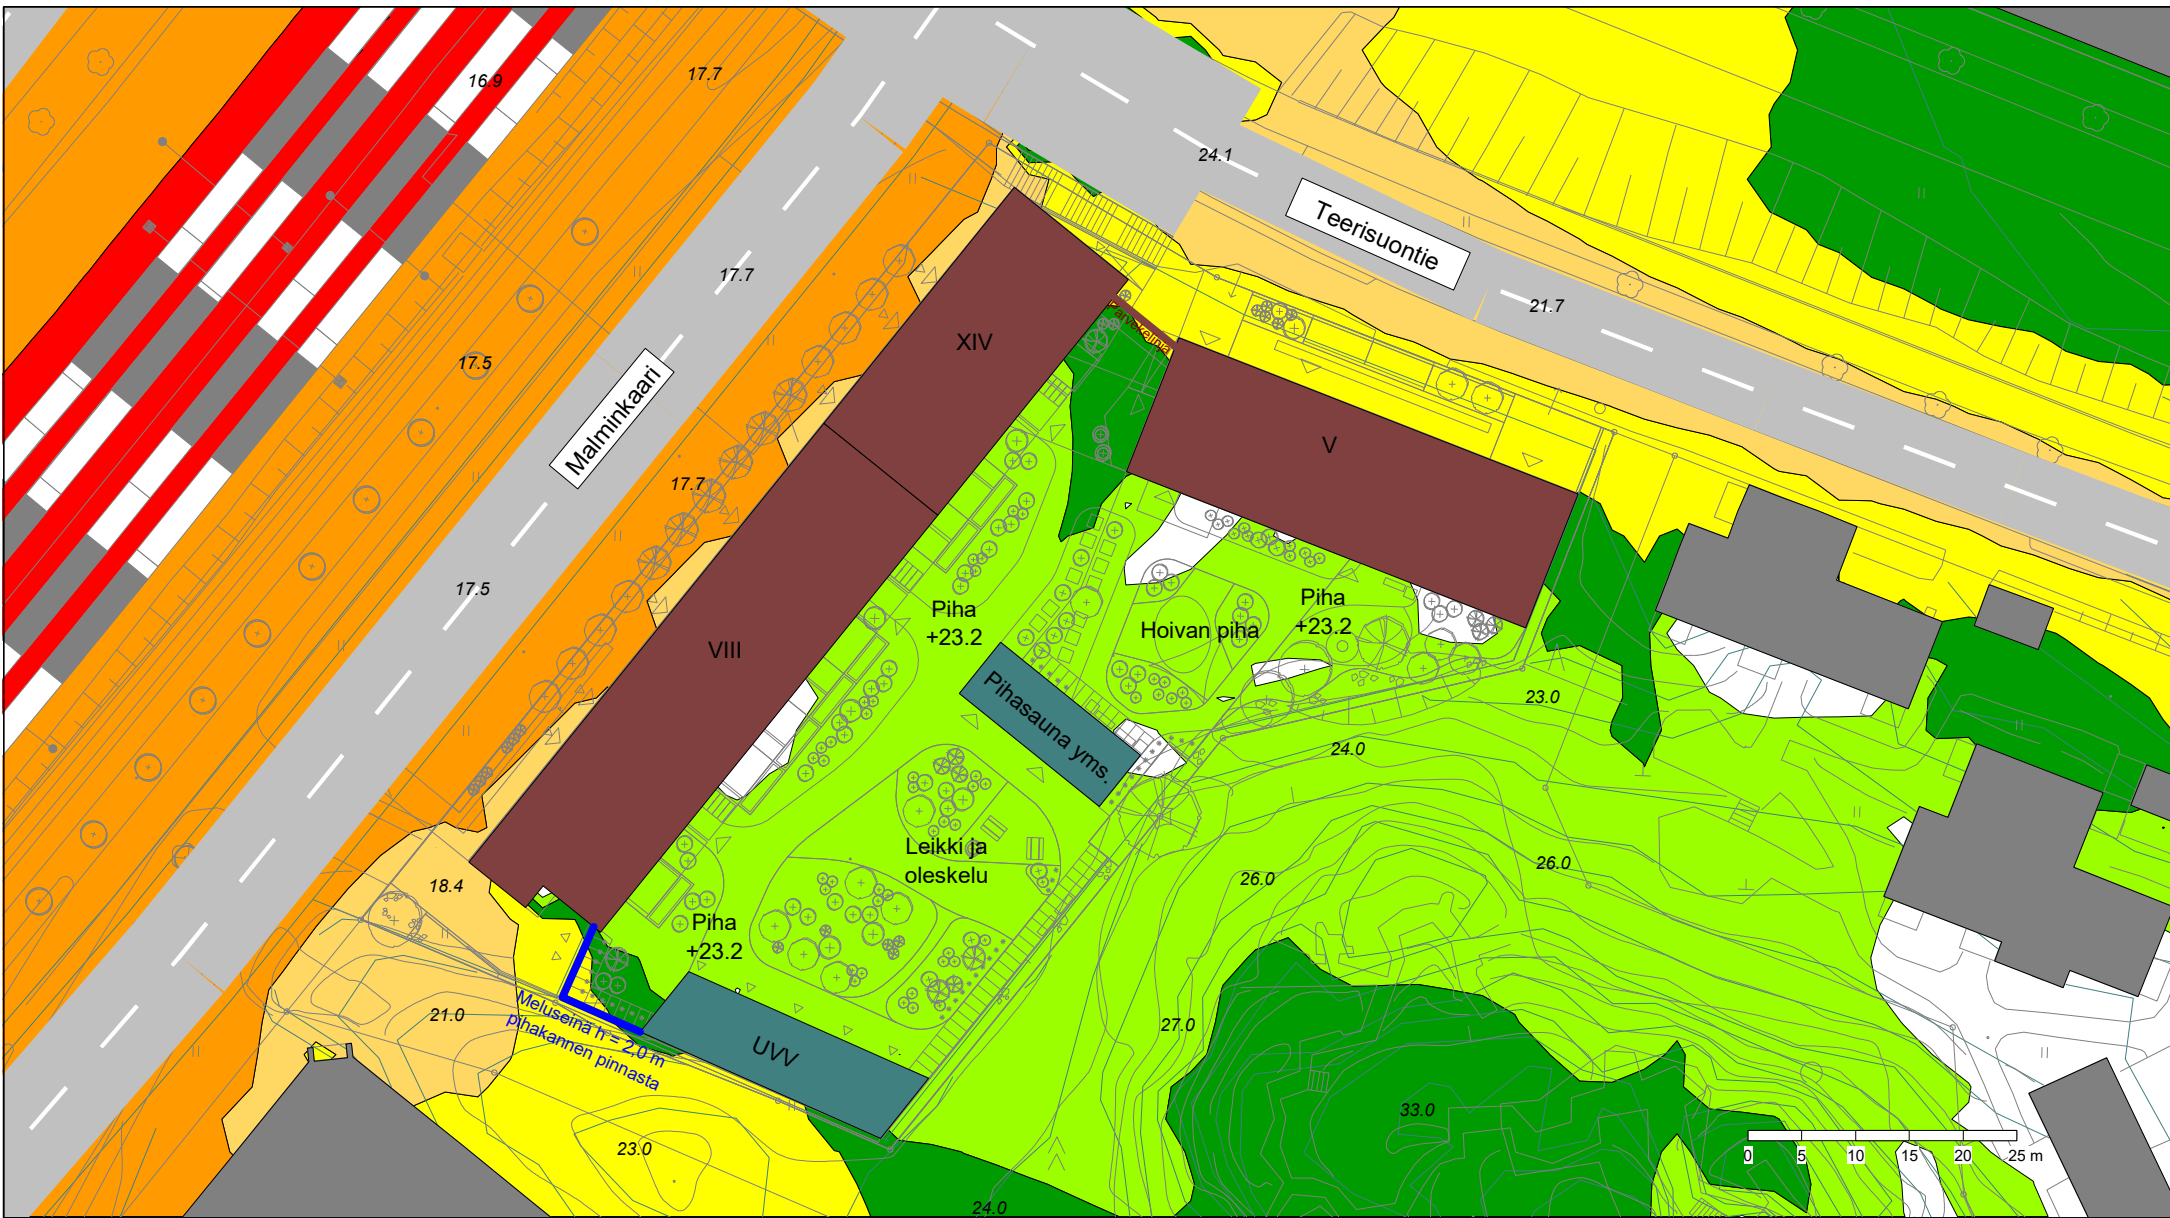 16.9
17.7
24.1
Teerisuontie
17.7
21.7
Parvekelinja
XIV
17.5
Malminkaari
V
17.7
17.5
Piha
+23.2
Piha
+23.2
Hoivan piha
VIII
Pihasauna yms.
23.0
24.0
Leikki ja
oleskelu
26.0
26.0
18.4
Piha
+23.2
21.0
Meluseinä h = 2,0 m
pihakannen pinnasta
UVV
27.0
33.0
23.0
0 5 10 15 20 25 m
24.0